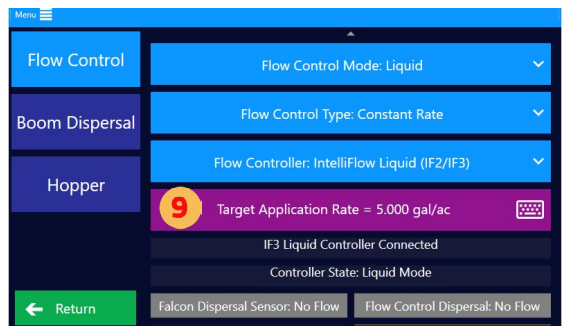 Menu
Flow Control
Boom Dispersal
Hopper
Return
Flow Control Mode: Liquid
Flow Control Type: Constant Rate
Flow Controller: IntelliFlow Liquid (IF2/IF3)
9 Target Application Rate = 5.000 gal/ac
IF3 Liquid Controller Connected
Controller State: Liquid Mode
Falcon Dispersal Sensor: No Flow
Flow Control Dispersal: No Flow